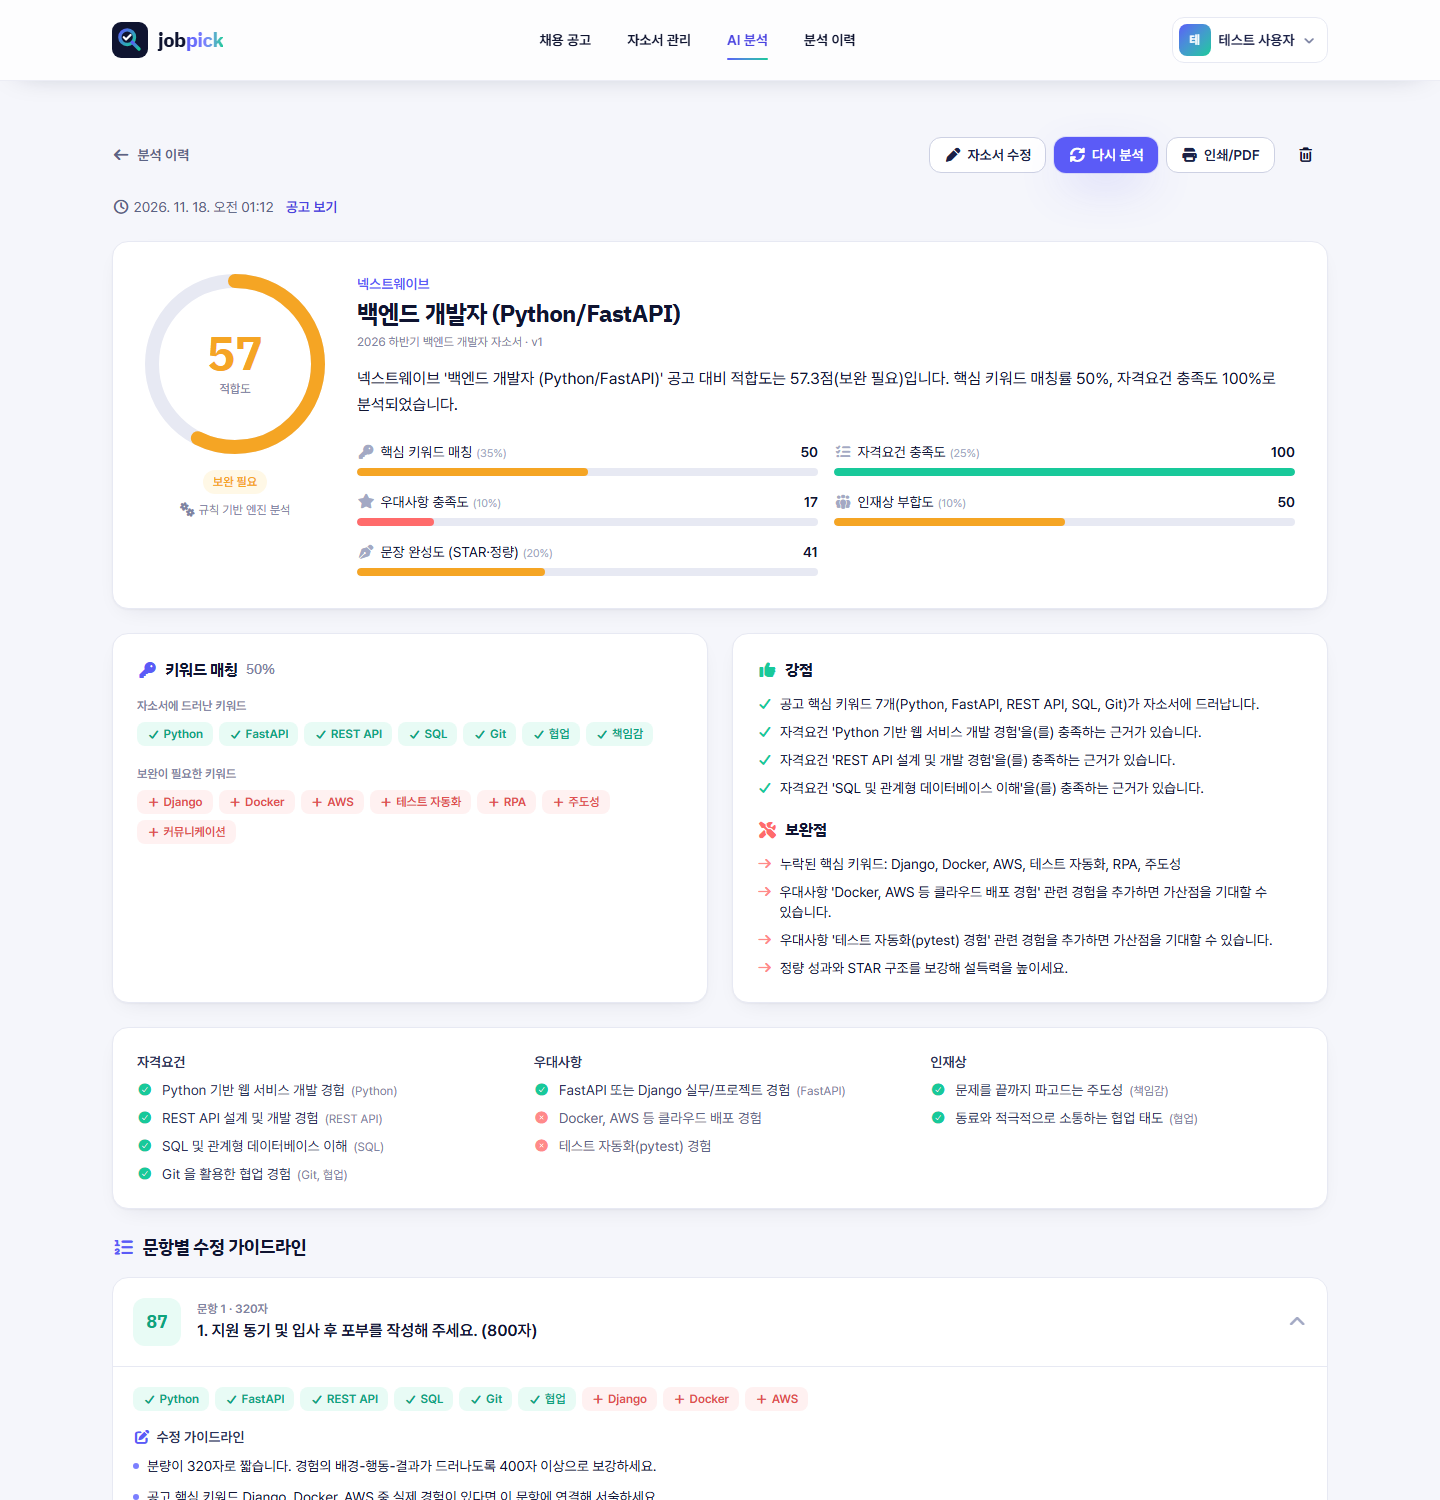 jobpick
채용 공고
자소서 관리
AI 분석
분석 이력
테
테스트 사용자
분석 이력
자소서 수정
다시 분석
인쇄/PDF
2026. 11. 18. 오전 01:12
공고 보기
57
적합도
보완 필요
규칙 기반 엔진 분석
넥스트웨이브
백엔드 개발자 (Python/FastAPI)
2026 하반기 백엔드 개발자 자소서 · v1
넥스트웨이브 '백엔드 개발자 (Python/FastAPI)' 공고 대비 적합도는 57.3점(보완 필요)입니다. 핵심 키워드 매칭률 50%, 자격요건 충족도 100%로
분석되었습니다.
핵심 키워드 매칭 (35%) 50
자격요건 충족도 (25%) 100
우대사항 충족도 (10%) 17
인재상 부합도 (10%) 50
문장 완성도 (STAR·정량) (20%) 41
키워드 매칭 50%
자소서에 드러난 키워드
Python FastAPI REST API SQL Git 협업 책임감
보완이 필요한 키워드
Django Docker AWS 테스트 자동화 RPA 주도성
커뮤니케이션
강점
공고 핵심 키워드 7개(Python, FastAPI, REST API, SQL, Git)가 자소서에 드러납니다.
자격요건 'Python 기반 웹 서비스 개발 경험'을(를) 충족하는 근거가 있습니다.
자격요건 'REST API 설계 및 개발 경험'을(를) 충족하는 근거가 있습니다.
자격요건 'SQL 및 관계형 데이터베이스 이해'을(를) 충족하는 근거가 있습니다.
보완점
누락된 핵심 키워드: Django, Docker, AWS, 테스트 자동화, RPA, 주도성
우대사항 'Docker, AWS 등 클라우드 배포 경험' 관련 경험을 추가하면 가산점을 기대할 수
있습니다.
우대사항 '테스트 자동화(pytest) 경험' 관련 경험을 추가하면 가산점을 기대할 수 있습니다.
정량 성과와 STAR 구조를 보강해 설득력을 높이세요.
자격요건
Python 기반 웹 서비스 개발 경험 (Python)
REST API 설계 및 개발 경험 (REST API)
SQL 및 관계형 데이터베이스 이해 (SQL)
Git 을 활용한 협업 경험 (Git, 협업)
우대사항
FastAPI 또는 Django 실무/프로젝트 경험 (FastAPI)
Docker, AWS 등 클라우드 배포 경험
테스트 자동화(pytest) 경험
인재상
문제를 끝까지 파고드는 주도성 (책임감)
동료와 적극적으로 소통하는 협업 태도 (협업)
문항별 수정 가이드라인
87
문항 1 · 320자
1. 지원 동기 및 입사 후 포부를 작성해 주세요. (800자)
Python FastAPI REST API SQL Git 협업 Django Docker AWS
수정 가이드라인
분량이 320자로 짧습니다. 경험의 배경-행동-결과가 드러나도록 400자 이상으로 보강하세요.
공고 핵심 키워드 Django, Docker, AWS 중 실제 경험이 있다면 이 문항에 연결해 서술하세요.